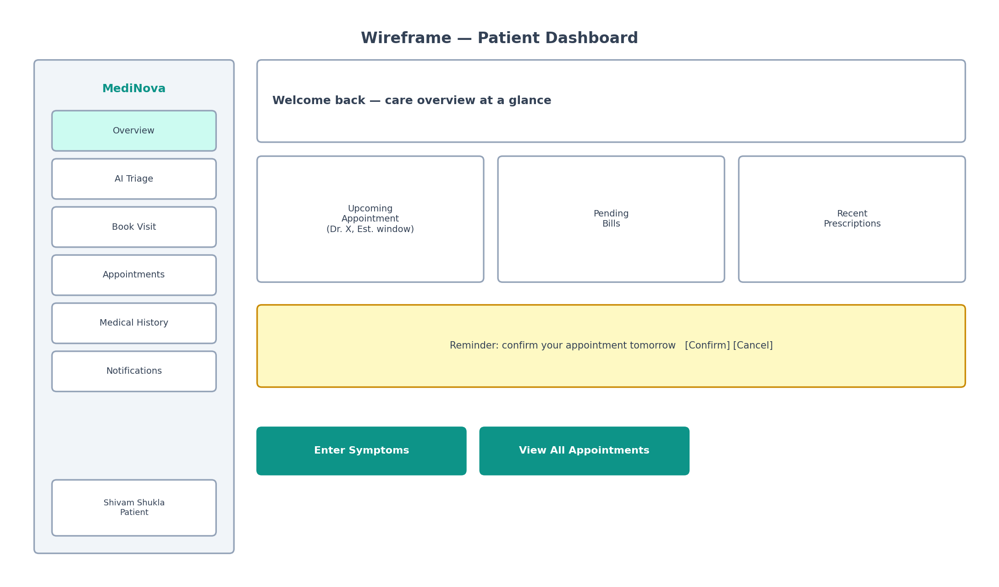 Wireframe — Patient Dashboard
MediNova
Overview
AI Triage
Book Visit
Appointments
Medical History
Notifications
Shivam Shukla
Patient
Welcome back — care overview at a glance
Upcoming
Appointment
(Dr. X, Est. window)
Pending
Bills
Recent
Prescriptions
Reminder: confirm your appointment tomorrow   [Confirm] [Cancel]
Enter Symptoms
View All Appointments